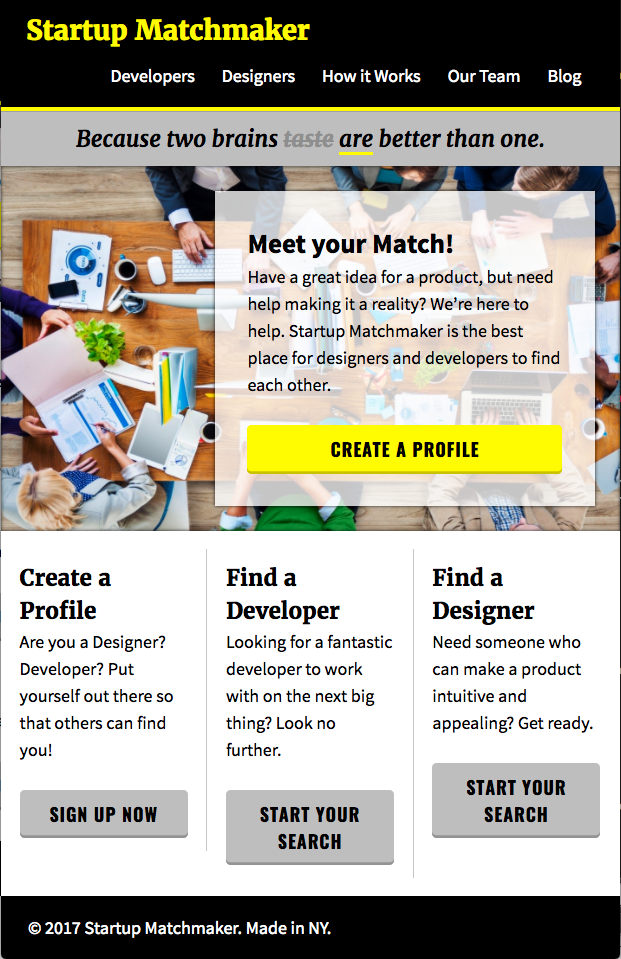 Startup Matchmaker
Developers Designers How it Works Our Team Blog
Because two brains taste are better than one.
Meet your Match!
Have a great idea for a product, but need
help making it a reality? We’re here to
help. Startup Matchmaker is the best
place for designers and developers to find
each other.
CREATE A PROFILE
Create a
Profile
Are you a Designer?
Developer? Put
yourself out there so
that others can find
you!
SIGN UP NOW
Find a
Developer
Looking for a fantastic
developer to work
with on the next big
thing? Look no
further.
START YOUR
SEARCH
Find a
Designer
Need someone who
can make a product
intuitive and
appealing? Get ready.
START YOUR
SEARCH
© 2017 Startup Matchmaker. Made in NY.